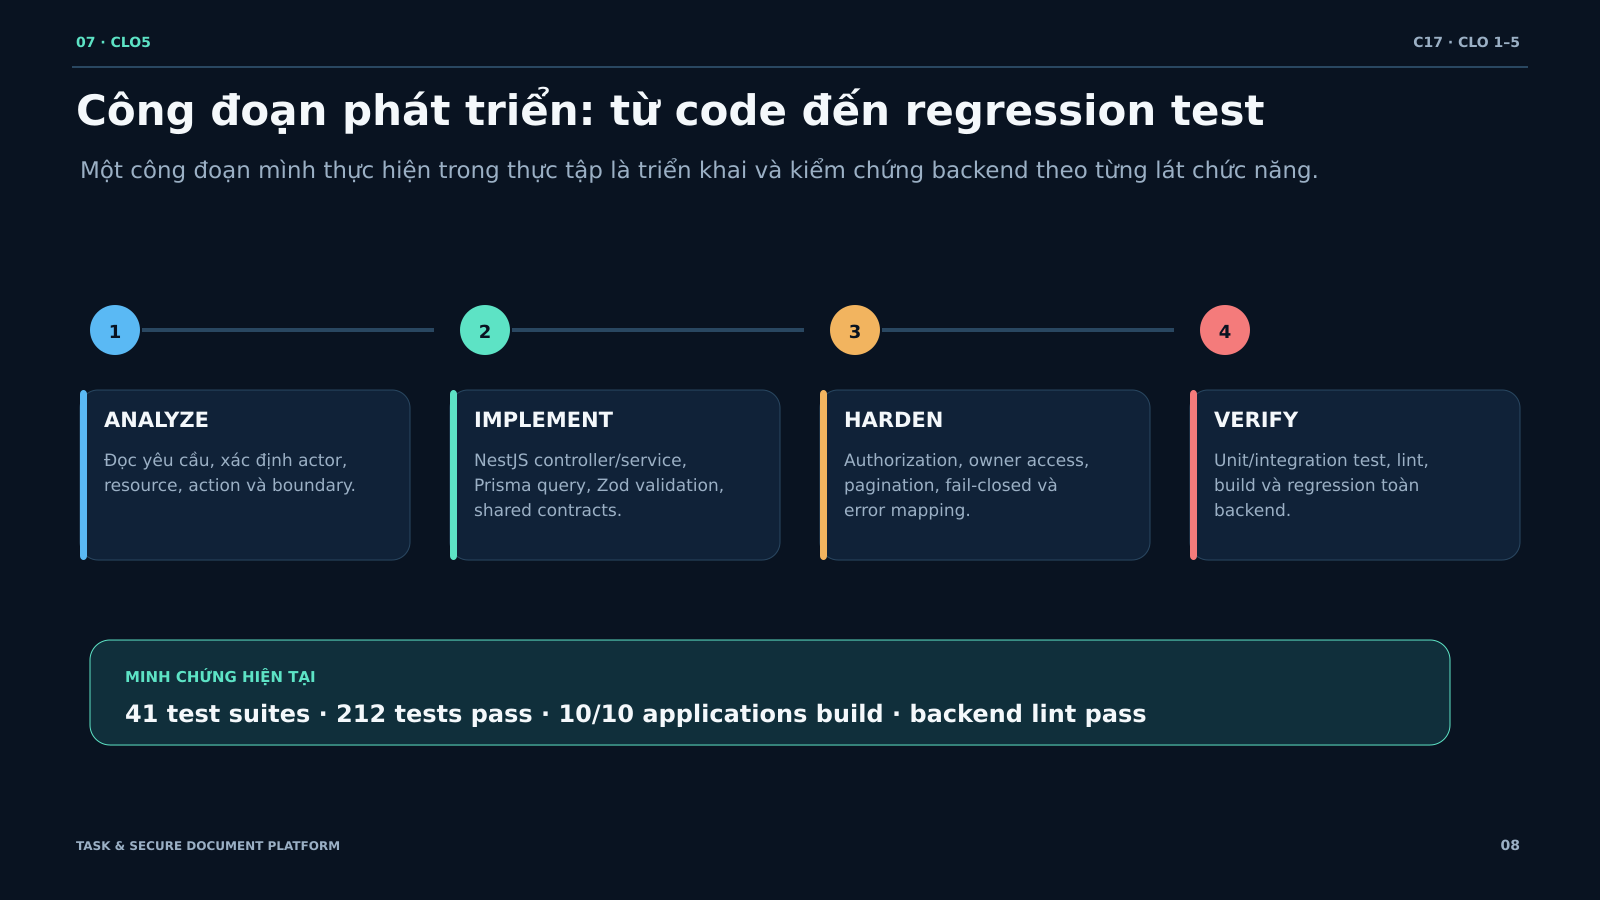 07 · CLO5
C17 · CLO 1–5
Công đoạn phát triển: từ code đến regression test
Một công đoạn mình thực hiện trong thực tập là triển khai và kiểm chứng backend theo từng lát chức năng.
1
2
3
4
ANALYZE
Đọc yêu cầu, xác định actor,
resource, action và boundary.
IMPLEMENT
NestJS controller/service,
Prisma query, Zod validation,
shared contracts.
HARDEN
Authorization, owner access,
pagination, fail-closed và
error mapping.
VERIFY
Unit/integration test, lint,
build và regression toàn
backend.
MINH CHỨNG HIỆN TẠI
41 test suites · 212 tests pass · 10/10 applications build · backend lint pass
TASK & SECURE DOCUMENT PLATFORM
08